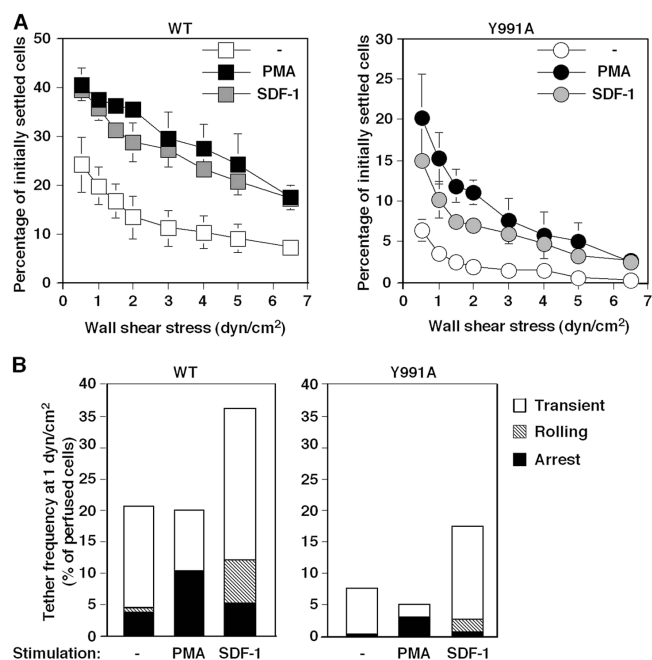 A
WT
Y991A
Percentage of initially settled cells
50
40
30
20
10
0
-
PMA
SDF-1
0 1 2 3 4 5 6 7
Wall shear stress (dyn/cm²)
Percentage of initially settled cells
30
25
20
15
10
5
0
-
PMA
SDF-1
0 1 2 3 4 5 6 7
Wall shear stress (dyn/cm²)
B
WT
Y991A
Tether frequency at 1 dyn/cm²
(% of perfused cells)
40
35
30
25
20
15
10
5
0
40
35
30
25
20
15
10
5
0
Transient
Rolling
Arrest
Stimulation: - PMA SDF-1
- PMA SDF-1